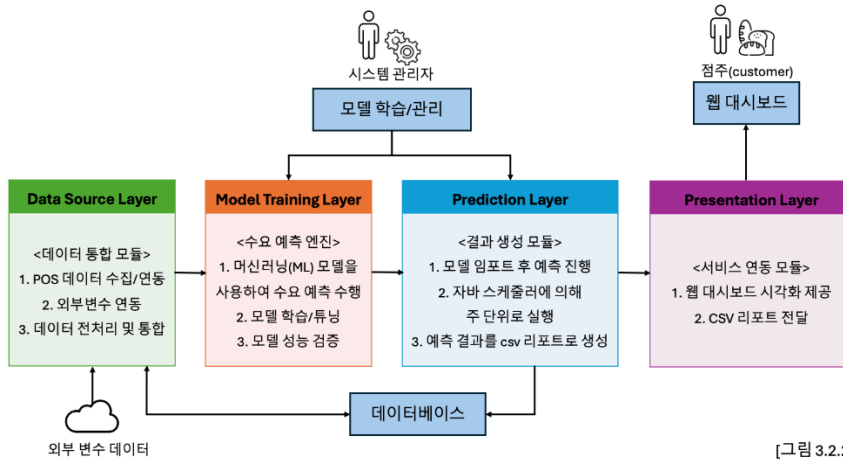 시스템 관리자
모델 학습/관리
점주(customer)
웹 대시보드
Data Source Layer
<데이터 통합 모듈>
1. POS 데이터 수집/연동
2. 외부변수 연동
3. 데이터 전처리 및 통합
Model Training Layer
<수요 예측 엔진>
1. 머신러닝(ML) 모델을
사용하여 수요 예측 수행
2. 모델 학습/튜닝
3. 모델 성능 검증
Prediction Layer
<결과 생성 모듈>
1. 모델 임포트 후 예측 진행
2. 자바 스케줄러에 의해
주 단위로 실행
3. 예측 결과를 csv 리포트로 생성
Presentation Layer
<서비스 연동 모듈>
1. 웹 대시보드 시각화 제공
2. CSV 리포트 전달
데이터베이스
외부 변수 데이터
[그림 3.2.2